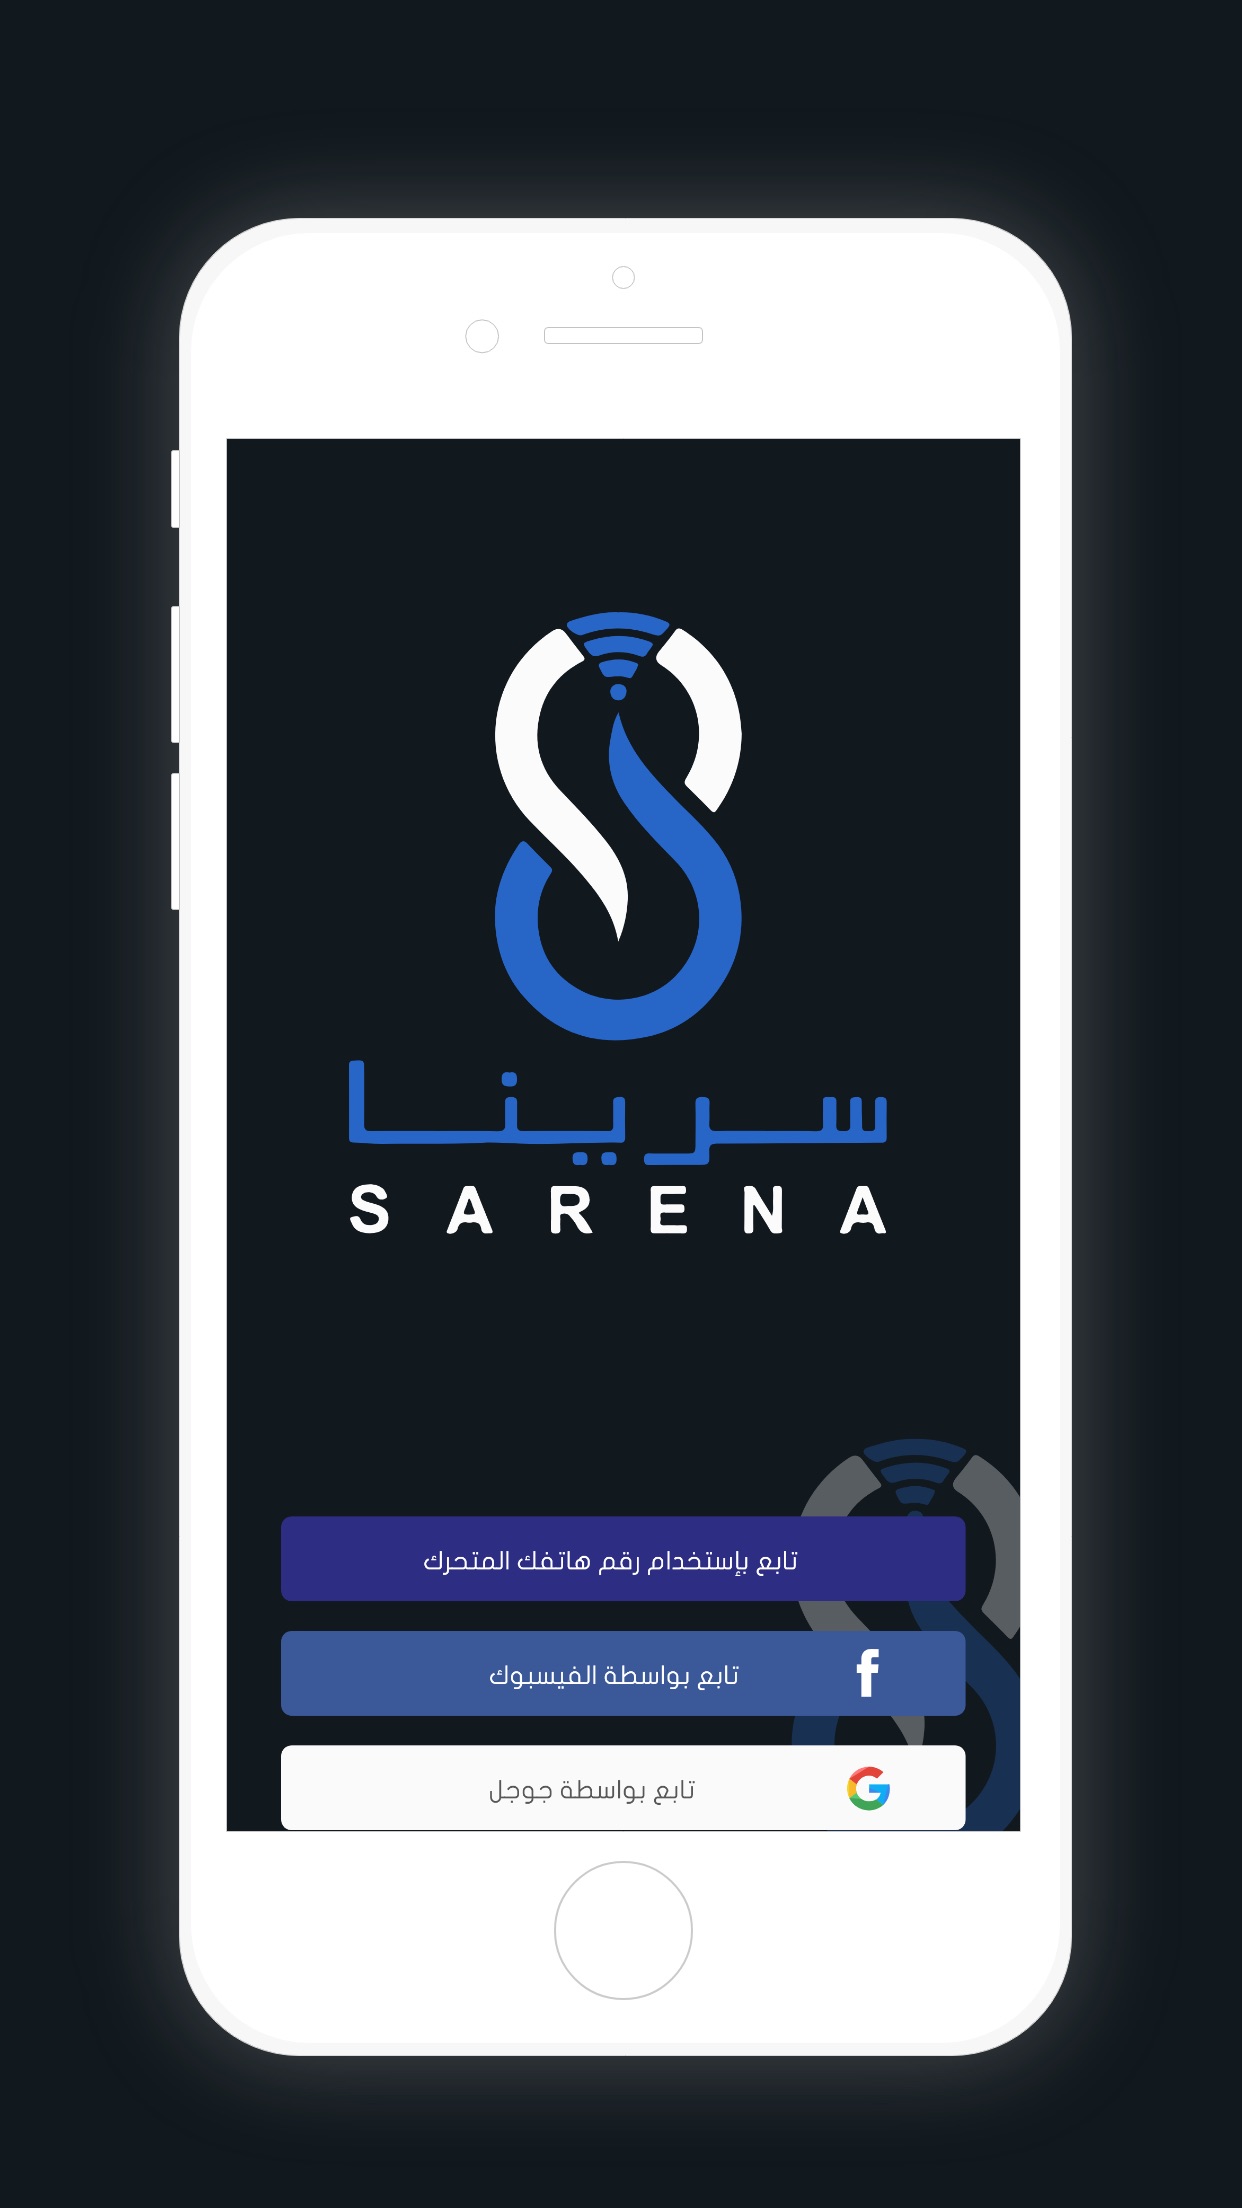 سرينا
SARENA
تابع بإستخدام رقم هاتفك المتحرك
تابع بواسطة الفيسبوك
تابع بواسطة جوجل